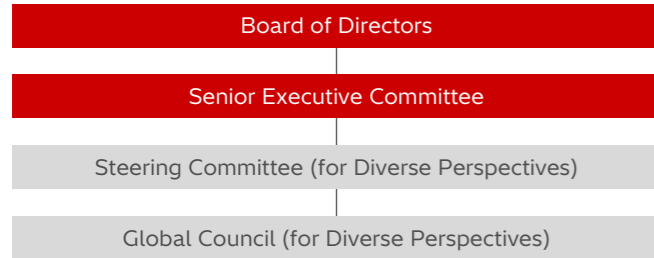 Board of Directors
Senior Executive Committee
Steering Committee (for Diverse Perspectives)
Global Council (for Diverse Perspectives)